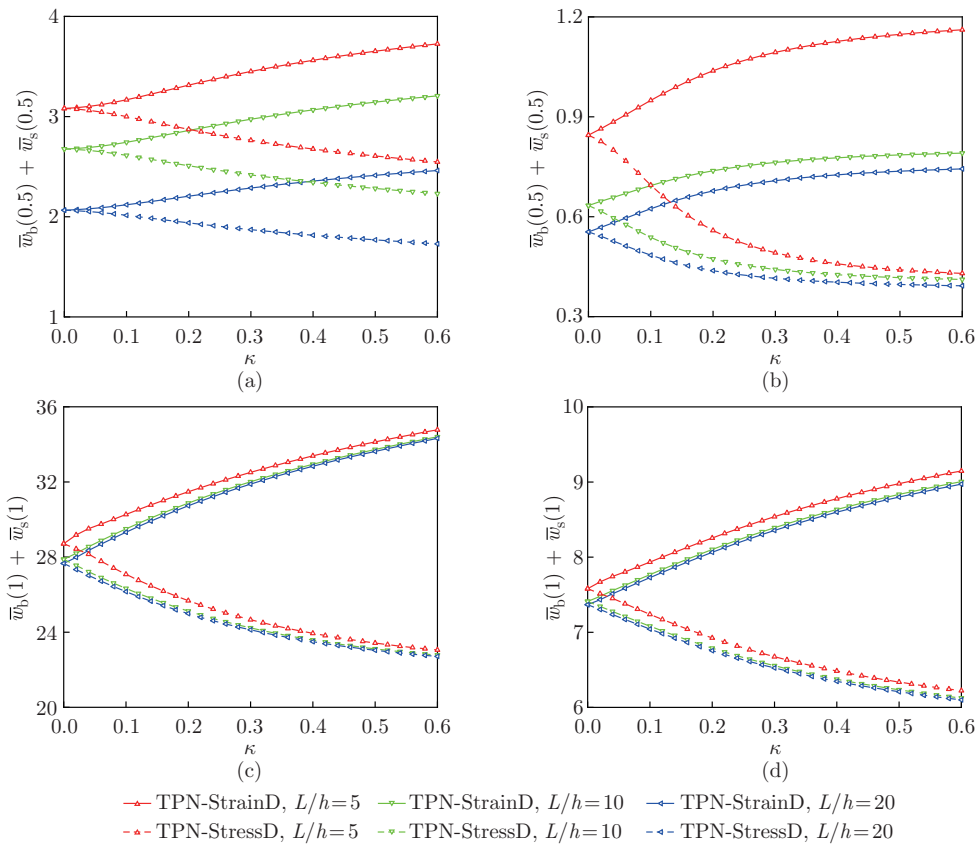 4
3
2
1
w̅b(0.5) + w̅s(0.5)
0.0 0.1 0.2 0.3 0.4 0.5 0.6
κ
(a)
1.2
0.9
0.6
0.3
w̅b(0.5) + w̅s(0.5)
0.0 0.1 0.2 0.3 0.4 0.5 0.6
κ
(b)
36
32
28
24
20
w̅b(1) + w̅s(1)
0.0 0.1 0.2 0.3 0.4 0.5 0.6
κ
(c)
10
9
8
7
6
w̅b(1) + w̅s(1)
0.0 0.1 0.2 0.3 0.4 0.5 0.6
κ
(d)
TPN-StrainD, L/h=5 TPN-StrainD, L/h=10 TPN-StrainD, L/h=20
TPN-StressD, L/h=5 TPN-StressD, L/h=10 TPN-StressD, L/h=20